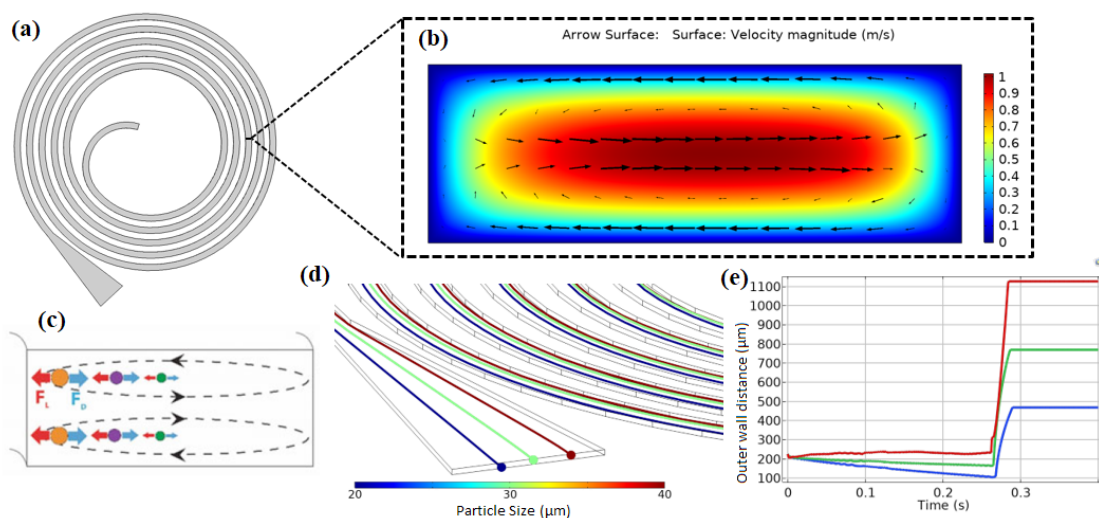 (a)
(b)
Arrow Surface: Surface: Velocity magnitude (m/s)
1
0.9
0.8
0.7
0.6
0.5
0.4
0.3
0.2
0.1
0
(c)
F_L F_D
(d)
20 30 40
Particle Size (μm)
(e)
Outer wall distance (μm)
1100
1000
900
800
700
600
500
400
300
200
100
0 0.1 0.2 0.3
Time (s)